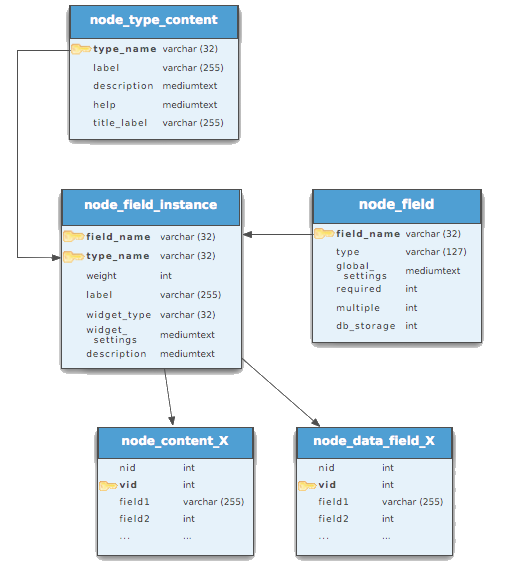 node_type_content
type_name varchar (32)
label varchar (255)
description mediumtext
help mediumtext
title_label varchar (255)
node_field_instance
field_name varchar (32)
type_name varchar (32)
weight int
label varchar (255)
widget_type varchar (32)
widget_
settings mediumtext
description mediumtext
node_field
field_name varchar (32)
type varchar (127)
global_
settings mediumtext
required int
multiple int
db_storage int
node_content_X
nid int
vid int
field1 varchar (255)
field2 int
... ...
node_data_field_X
nid int
vid int
field1 varchar (255)
field2 int
... ...